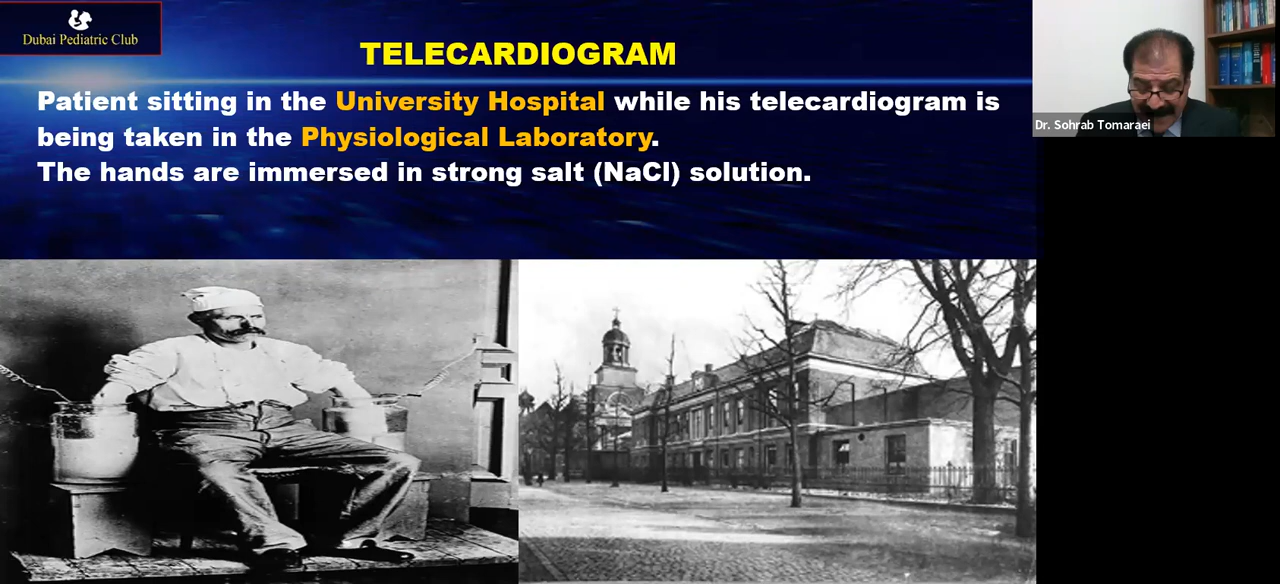 Dubai Pediatric Club
TELECARDIOGRAM
Patient sitting in the University Hospital while his telecardiogram is
being taken in the Physiological Laboratory.
The hands are immersed in strong salt (NaCl) solution.
Dr. Sohrab Tomaraei